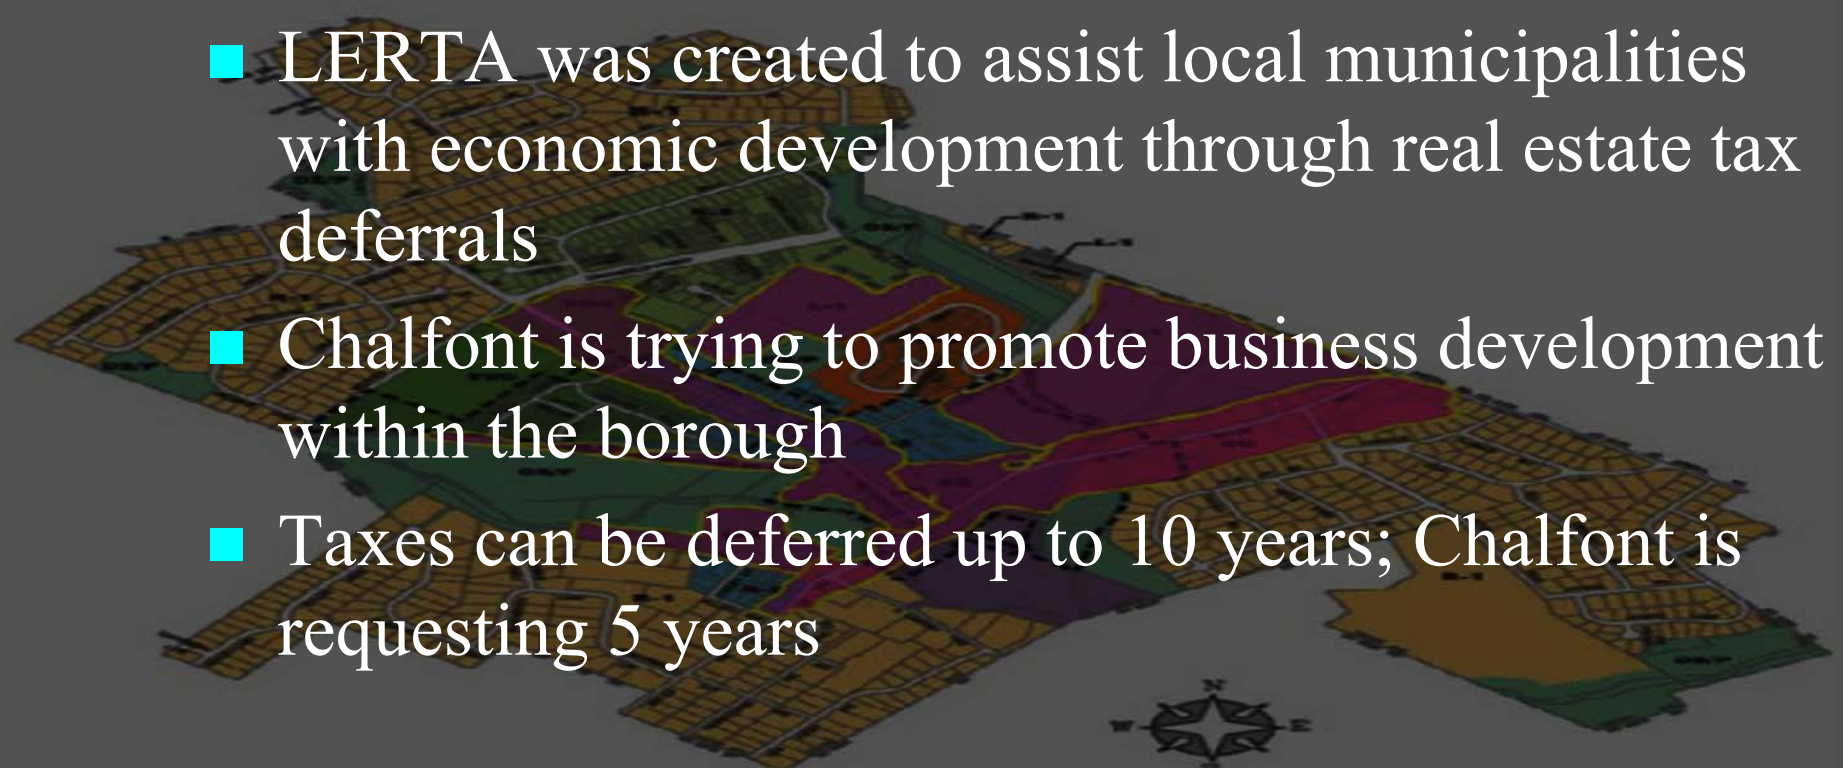 LERTA was created to assist local municipalities
with economic development through real estate tax
deferrals
Chalfont is trying to promote business development
within the borough
Taxes can be deferred up to 10 years; Chalfont is
requesting 5 years
N
W
E